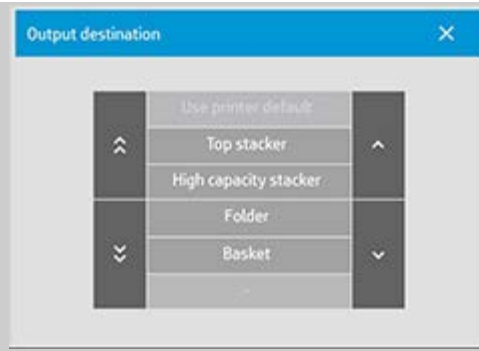 Output destination
Use printer default
Top stacker
High capacity stacker
Folder
Basket
-